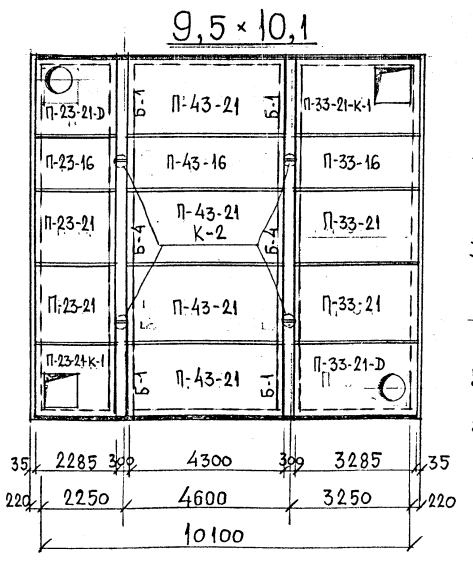 9,5 × 10,1
П-23-21-D Б-1 П-43-21 Б-1 П-33-21-К-1
П-23-16 П-43-16 П-33-16
П-23-21 Б-4 П-43-21 К-2 Б-4 П-33-21
П-23-21 П-43-21 П-33-21
П-23-21-К-1 Б-1 П-43-21 Б-1 П-33-21-D
35 2285 300 4300 300 3285 35
220 2250 4600 3250 220
10100